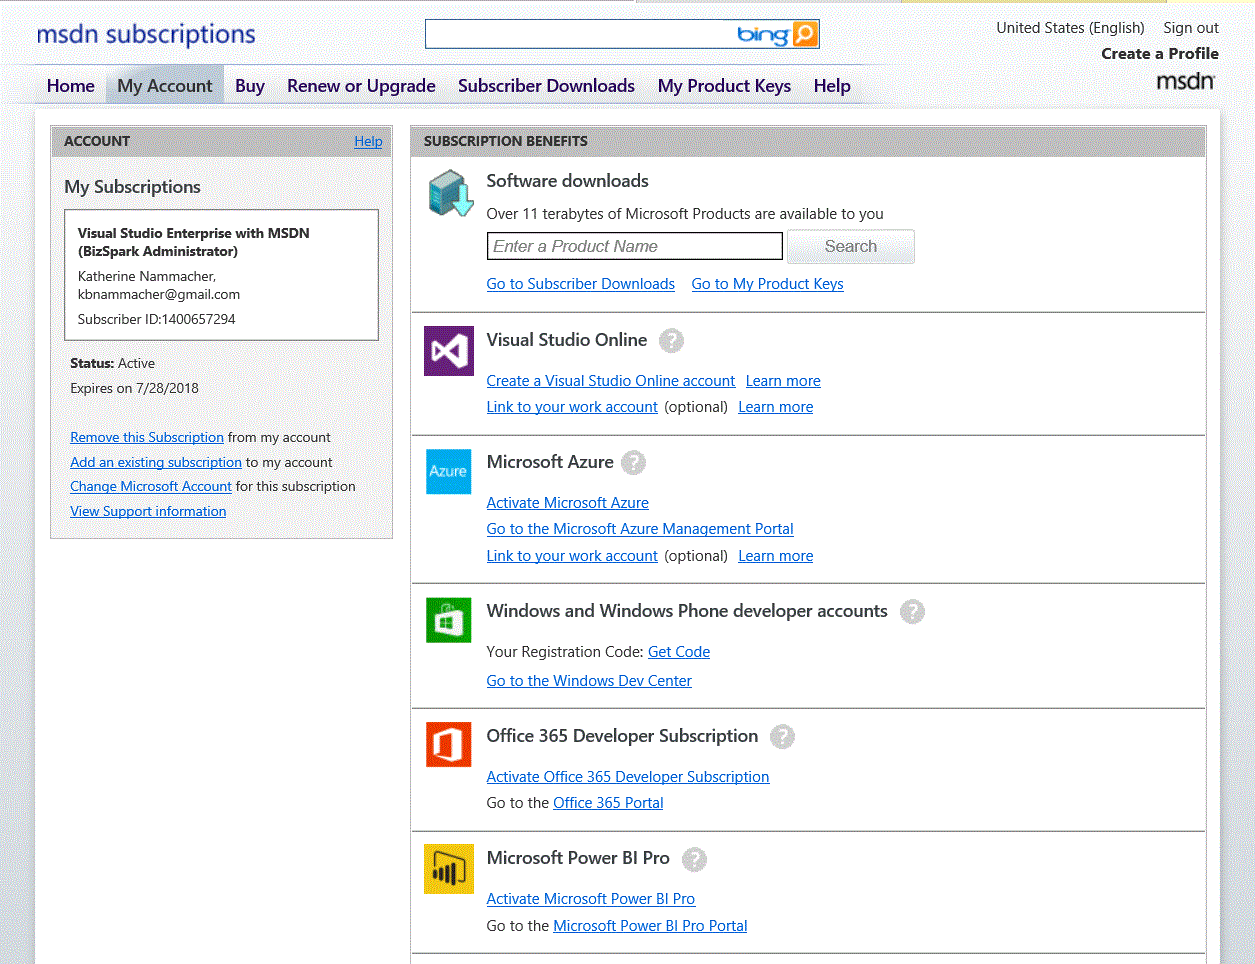 msdn subscriptions
bing
United States (English) Sign out
Create a Profile
msdn
Home My Account Buy Renew or Upgrade Subscriber Downloads My Product Keys Help
ACCOUNT Help
My Subscriptions
Visual Studio Enterprise with MSDN
(BizSpark Administrator)
Katherine Nammacher,
kbnammacher@gmail.com
Subscriber ID:1400657294
Status: Active
Expires on 7/28/2018
Remove this Subscription from my account
Add an existing subscription to my account
Change Microsoft Account for this subscription
View Support information
SUBSCRIPTION BENEFITS
Software downloads
Over 11 terabytes of Microsoft Products are available to you
Enter a Product Name Search
Go to Subscriber Downloads Go to My Product Keys
Visual Studio Online ?
Create a Visual Studio Online account Learn more
Link to your work account (optional) Learn more
Azure
Microsoft Azure ?
Activate Microsoft Azure
Go to the Microsoft Azure Management Portal
Link to your work account (optional) Learn more
Windows and Windows Phone developer accounts ?
Your Registration Code: Get Code
Go to the Windows Dev Center
Office 365 Developer Subscription ?
Activate Office 365 Developer Subscription
Go to the Office 365 Portal
Microsoft Power BI Pro ?
Activate Microsoft Power BI Pro
Go to the Microsoft Power BI Pro Portal